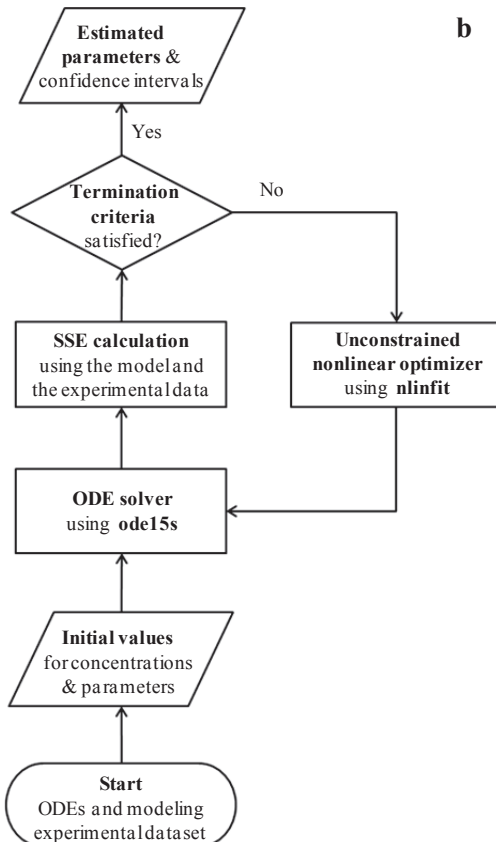 b
Estimated
parameters &
confidence intervals
Yes
No
Termination
criteria
satisfied?
SSE calculation
using the model and
the experimental data
Unconstrained
nonlinear optimizer
using nlinfit
ODE solver
using ode15s
Initial values
for concentrations
& parameters
Start
ODEs and modeling
experimental dataset